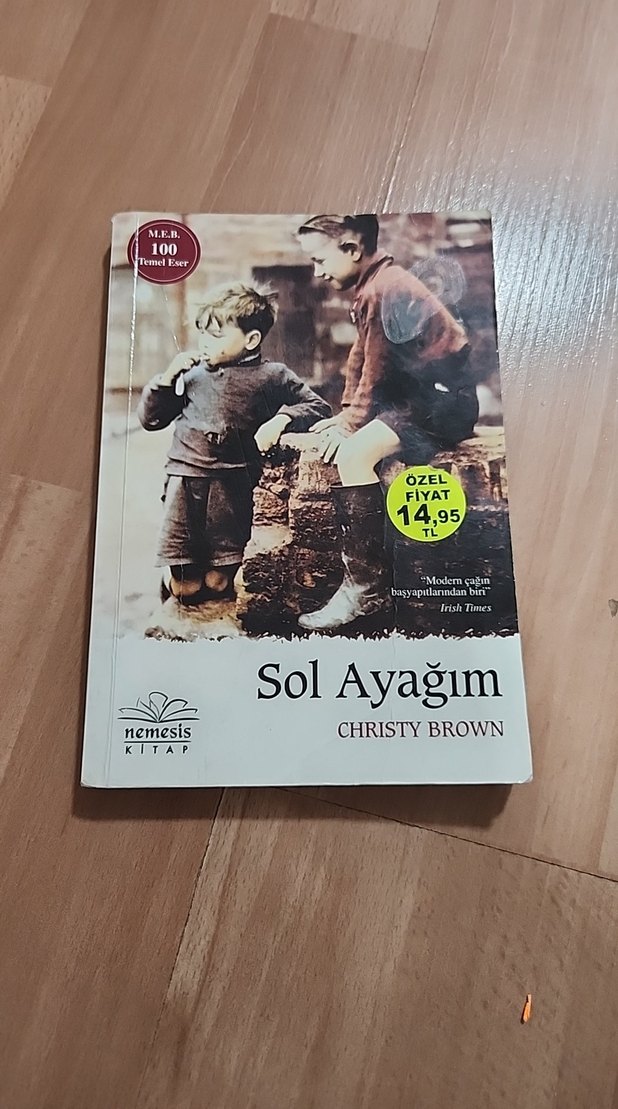 M.E.B.
100
Temel Eser
ÖZEL
FİYAT
14,95
TL
“Modern çağın
başyapıtlarından biri”
Irish Times
Sol Ayağım
CHRISTY BROWN
nemesis
KİTAP